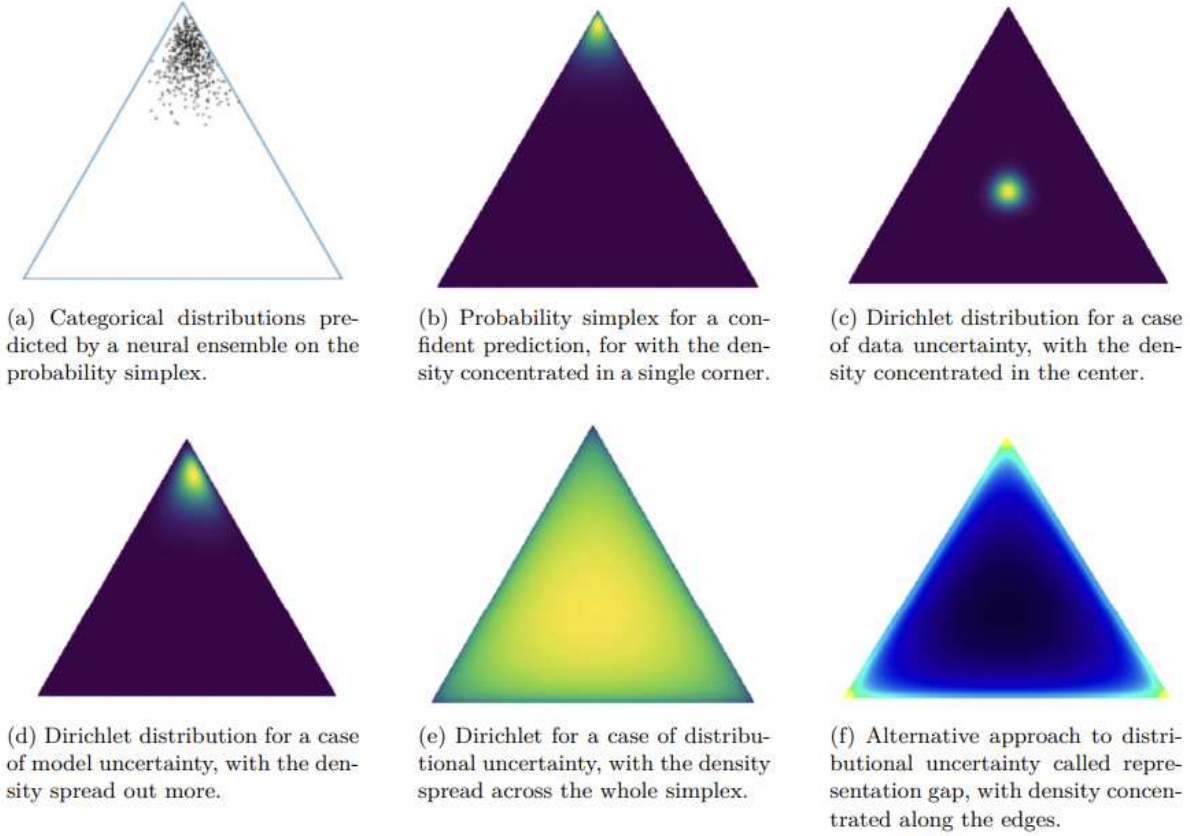 (a) Categorical distributions pre-
dicted by a neural ensemble on the
probability simplex.
(b) Probability simplex for a con-
fident prediction, for with the den-
sity concentrated in a single corner.
(c) Dirichlet distribution for a case
of data uncertainty, with the den-
sity concentrated in the center.
(d) Dirichlet distribution for a case
of model uncertainty, with the den-
sity spread out more.
(e) Dirichlet for a case of distribu-
tional uncertainty, with the density
spread across the whole simplex.
(f) Alternative approach to distri-
butional uncertainty called repre-
sentation gap, with density concen-
trated along the edges.